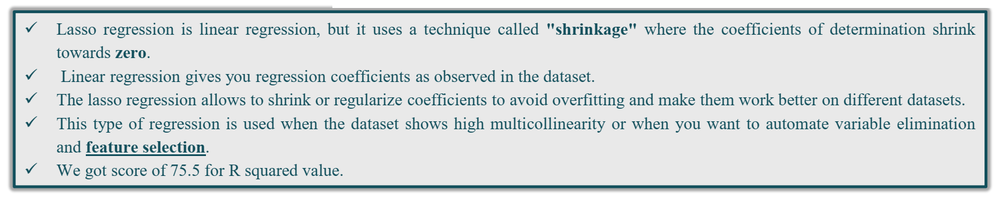 ✓ Lasso regression is linear regression, but it uses a technique called "shrinkage" where the coefficients of determination shrink
towards zero.
✓ Linear regression gives you regression coefficients as observed in the dataset.
✓ The lasso regression allows to shrink or regularize coefficients to avoid overfitting and make them work better on different datasets.
✓ This type of regression is used when the dataset shows high multicollinearity or when you want to automate variable elimination
and feature selection.
✓ We got score of 75.5 for R squared value.